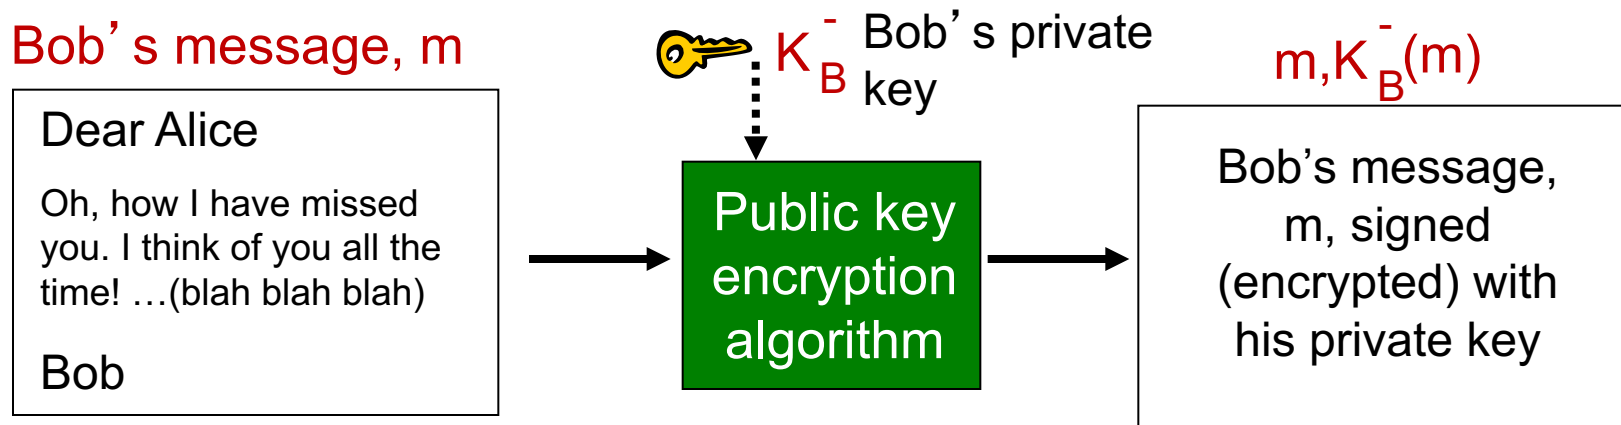 Bob’s message, m
Dear Alice
Oh, how I have missed
you. I think of you all the
time! …(blah blah blah)
Bob
K
-
B
Bob’s private
key
Public key
encryption
algorithm
m,K
-
B
(m)
Bob’s message,
m, signed
(encrypted) with
his private key